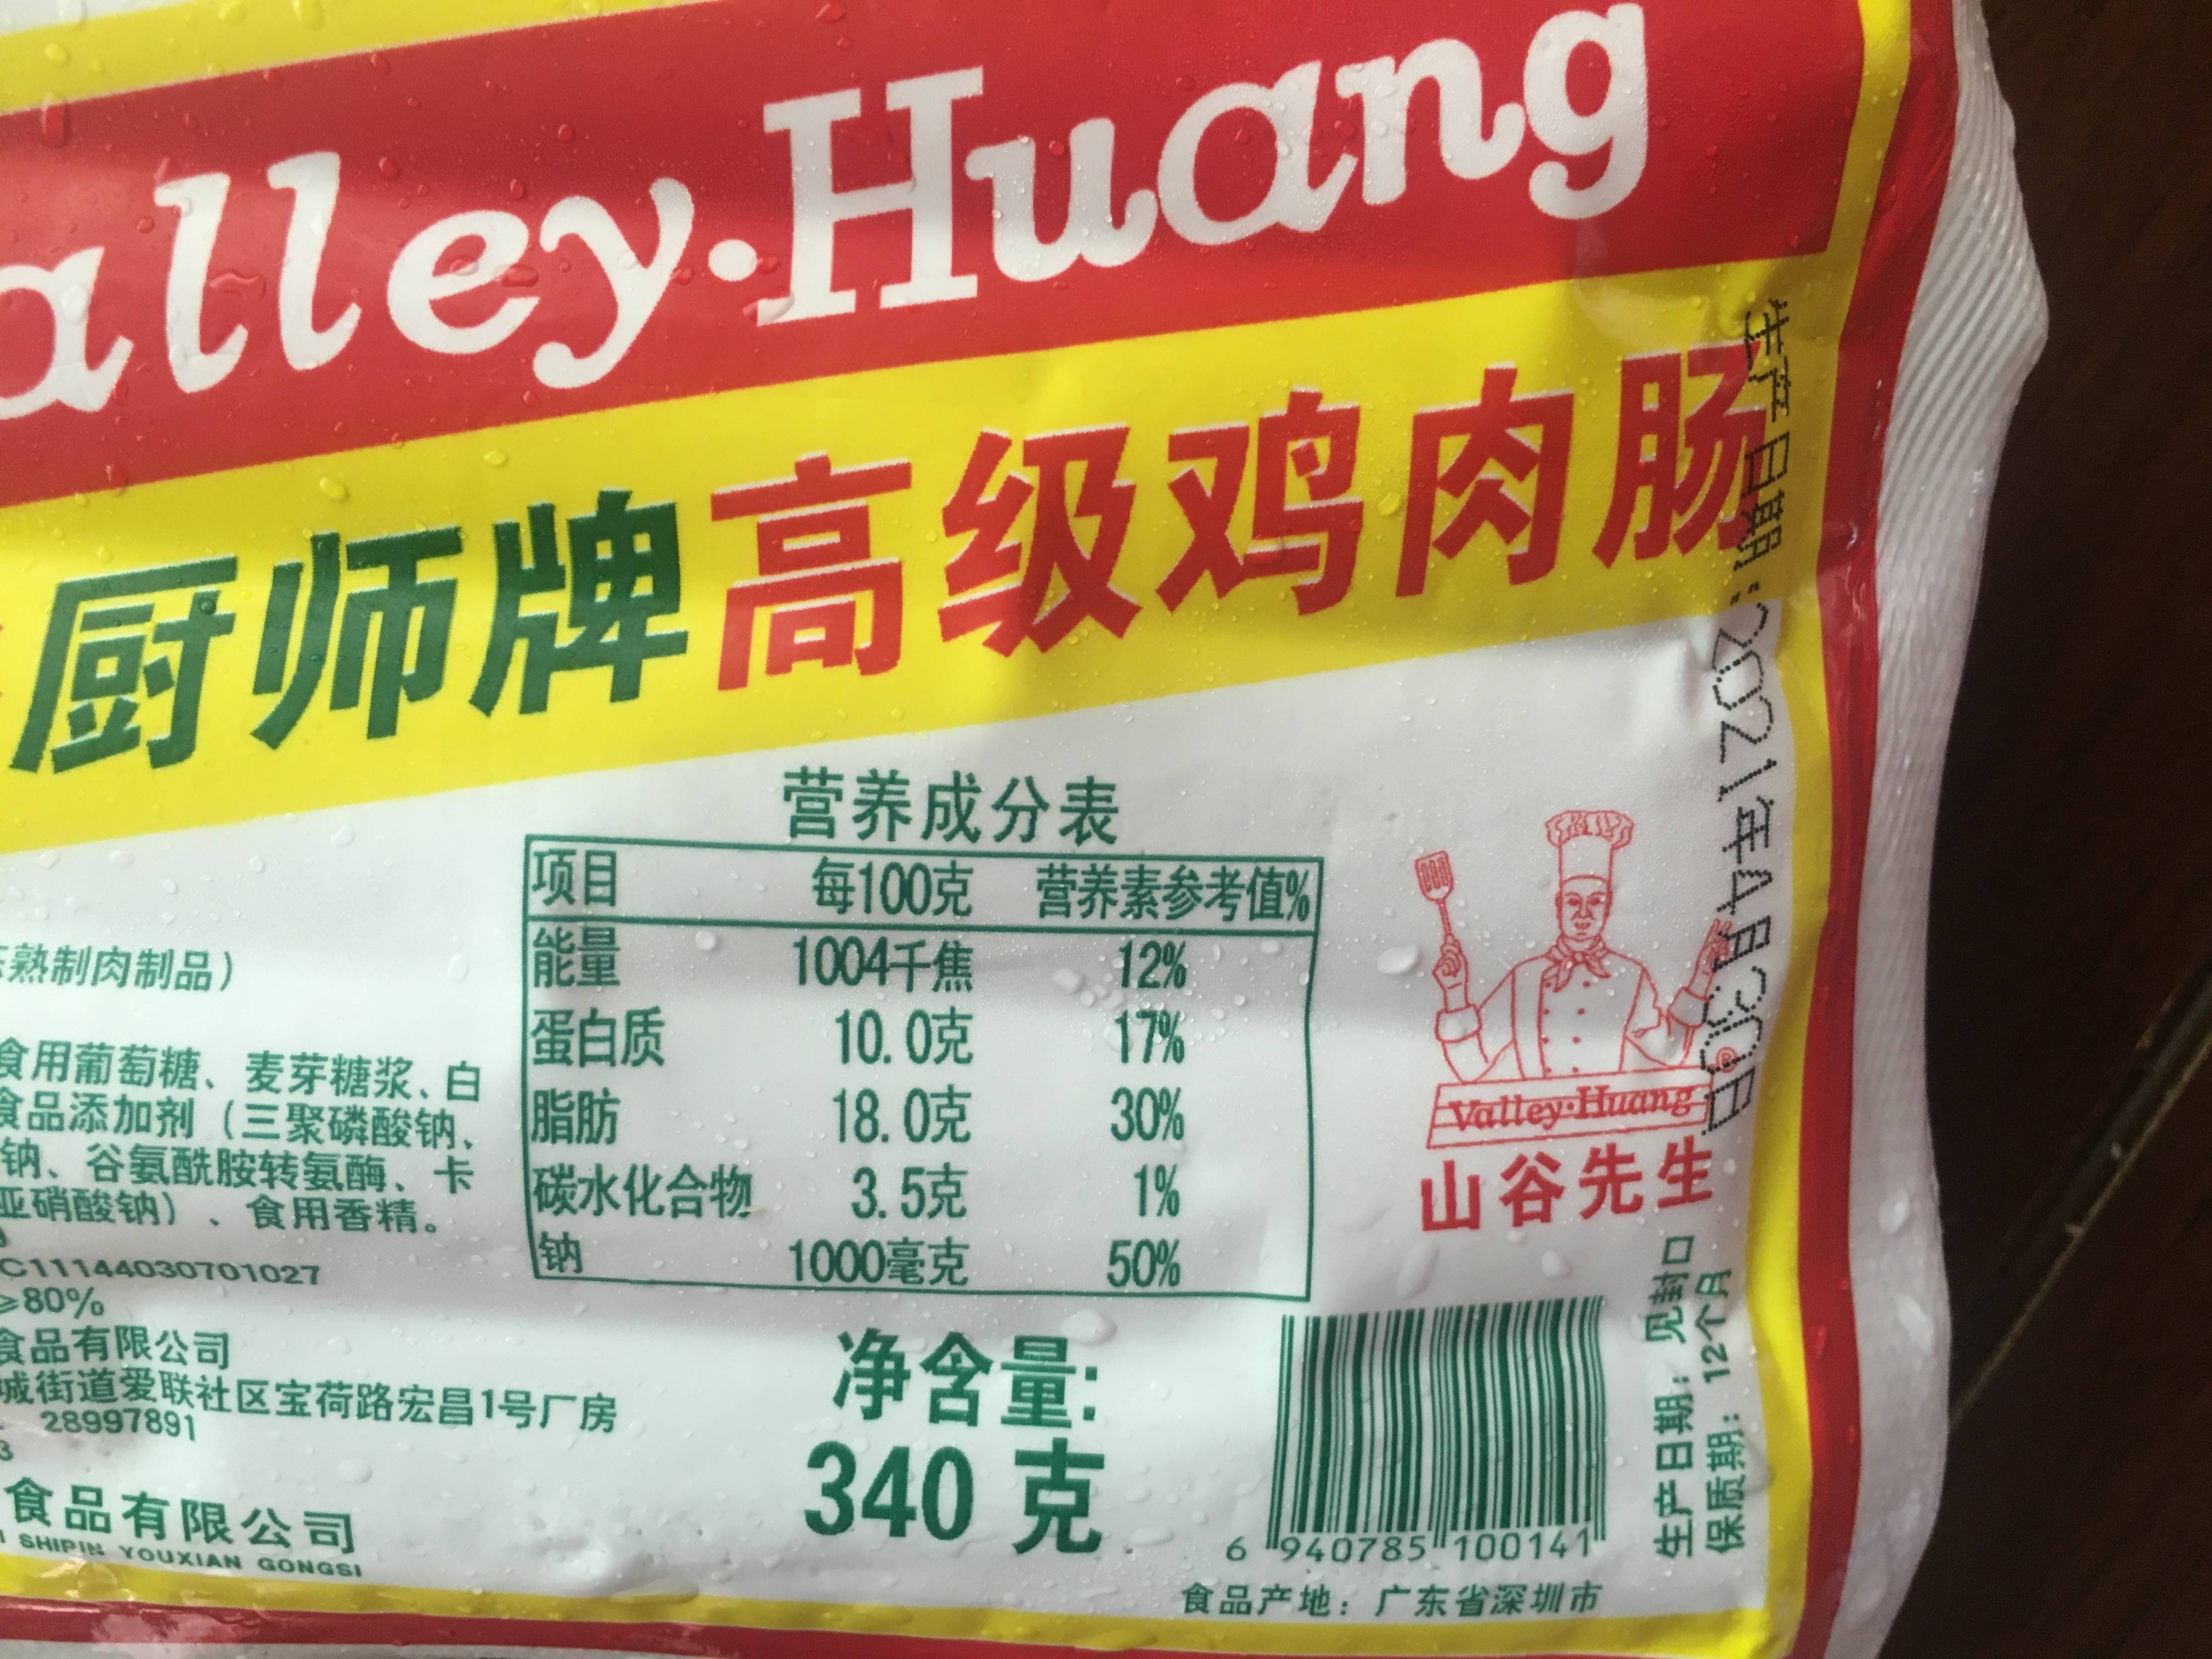 alley·Huang
厨师牌高级鸡肉肠
营养成分表
项目 每100克 营养素参考值%
能量 1004千焦 12%
蛋白质 10.0克 17%
脂肪 18.0克 30%
碳水化合物 3.5克 1%
钠 1000毫克 50%
熟制肉制品)
食用葡萄糖、麦芽糖浆、白
食品添加剂（三聚磷酸钠、
钠、谷氨酰胺转氨酶、卡
亚硝酸钠）、食用香精。
C11144030701027
≥80%
食品有限公司
城街道爱联社区宝荷路宏昌1号厂房
28997891
3
食品有限公司
I SHIPIN YOUXIAN GONGSI
净含量:
340 克
Valley·Huang®
山谷先生
生产日期:2021年4月30日
生产日期: 见封口
保质期: 12个月
6 940785 100141
食品产地: 广东省深圳市